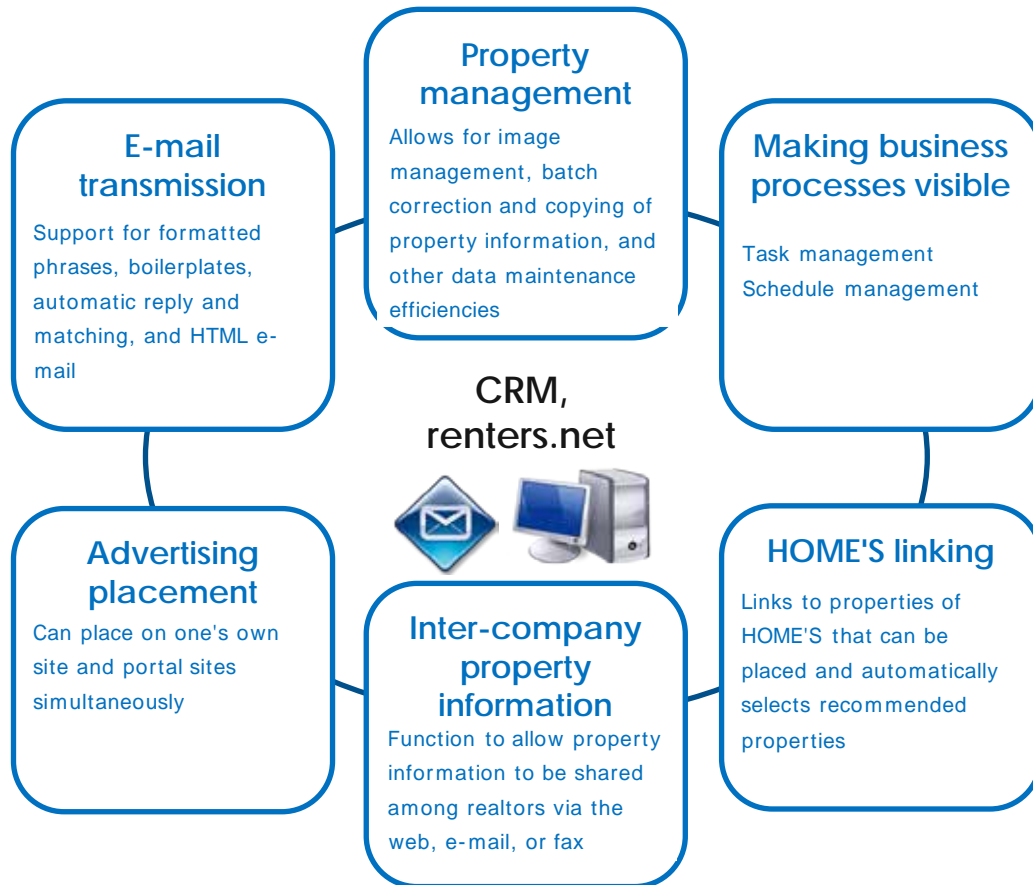 Property
management
Allows for image
management, batch
correction and copying of
property information, and
other data maintenance
efficiencies
E-mail
transmission
Support for formatted
phrases, boilerplates,
automatic reply and
matching, and HTML e-
mail
Making business
processes visible
Task management
Schedule management
CRM,
renters.net
Advertising
placement
Can place on one's own
site and portal sites
simultaneously
Inter-company
property
information
Function to allow property
information to be shared
among realtors via the
web, e-mail, or fax
HOME'S linking
Links to properties of
HOME'S that can be
placed and automatically
selects recommended
properties